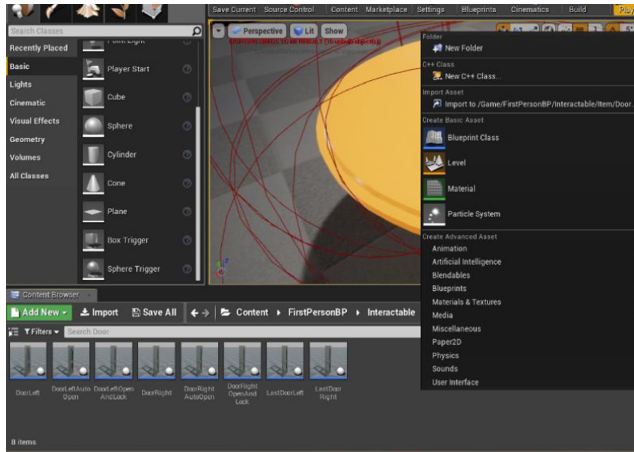 Save Current Source Control Content Marketplace Settings Blueprints Cinematics Build Play
Search Classes
Recently Placed
Basic
Lights
Cinematic
Visual Effects
Geometry
Volumes
All Classes
Point Light
Player Start
Cube
Sphere
Cylinder
Cone
Plane
Box Trigger
Sphere Trigger
Perspective Lit Show
Folder
New Folder
C++ Class
New C++ Class...
Import Asset
Import to /Game/FirstPersonBP/Interactable/Item/Door...
Create Basic Asset
Blueprint Class
Level
Material
Particle System
Create Advanced Asset
Animation
Artificial Intelligence
Blendables
Blueprints
Materials & Textures
Media
Miscellaneous
Paper2D
Physics
Sounds
User Interface
Content Browser
Add New Import Save All Content FirstPersonBP Interactable
Filters Search Door
DoorLeft
DoorLeftAuto
Open
DoorLeftOpen
AndLock
DoorRight
DoorRight
AutoOpen
DoorRight
OpenAnd
Lock
LastDoorLeft
LastDoor
Right
8 items